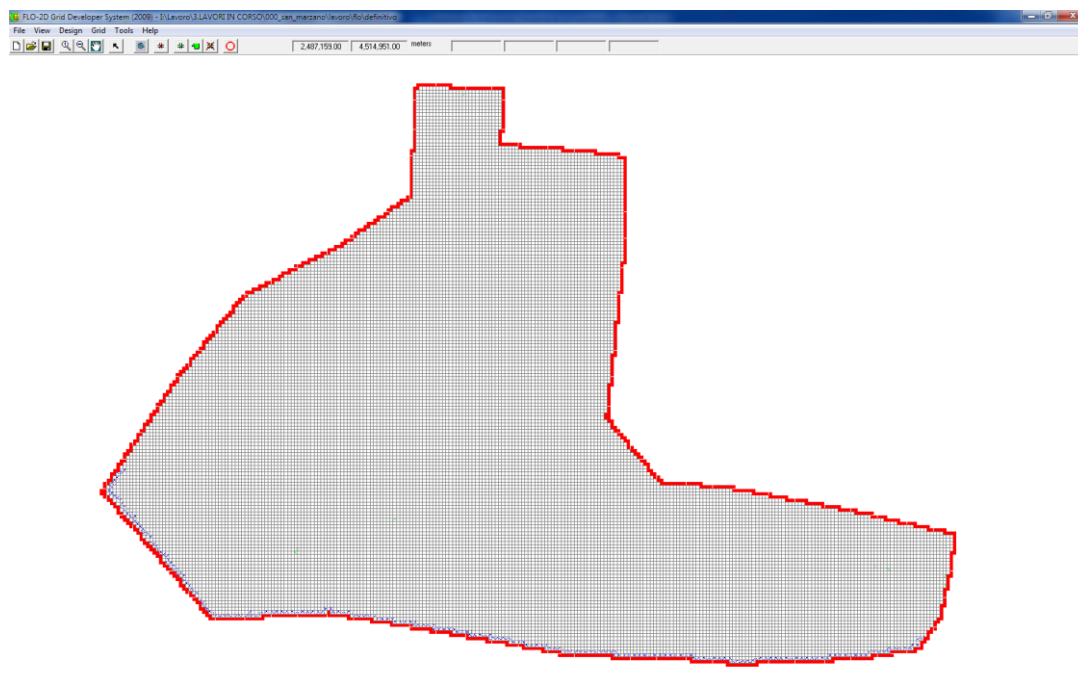 FLO-2D Grid Developer System (2009) - I:\Lavoro\3.LAVORI IN CORSO\000_san_marzano\lavoro\flo\definitivo
File View Design Grid Tools Help
2,487,159.00 4,514,951.00 meters